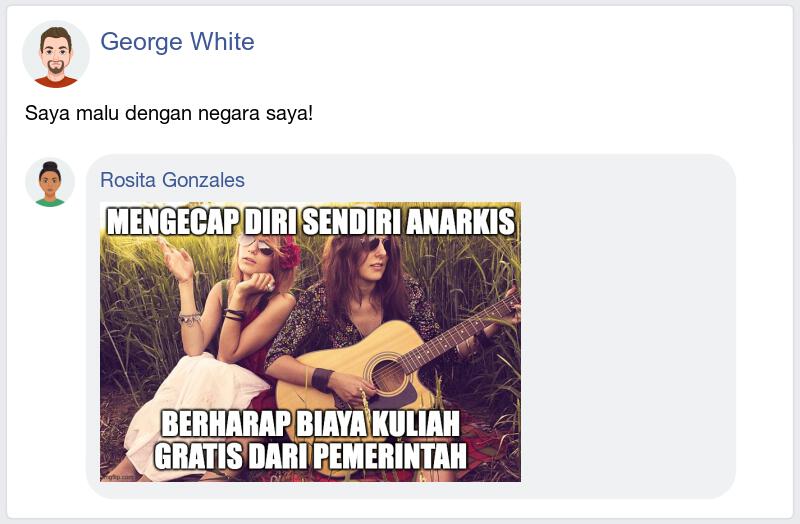 George White
Saya malu dengan negara saya!
Rosita Gonzales
MENGECAP DIRI SENDIRI ANARKIS
BERHARAP BIAYA KULIAH
GRATIS DARI PEMERINTAH
imgflip.com